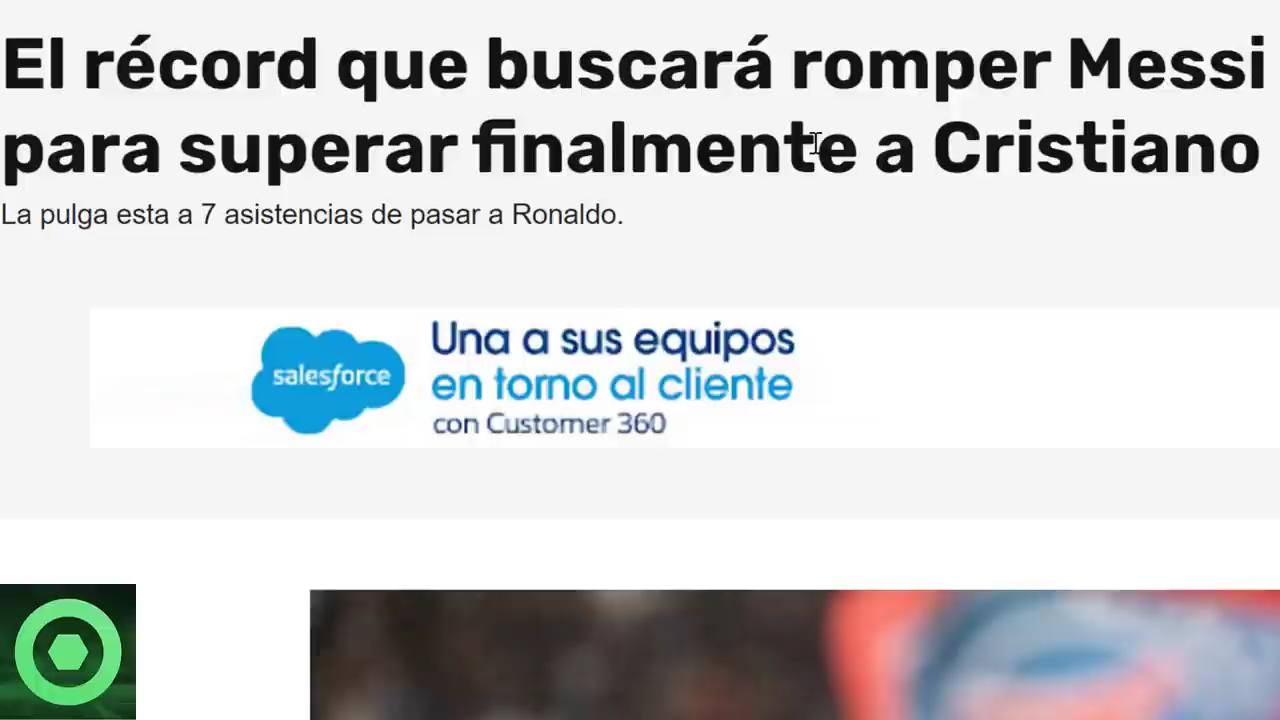 El récord que buscará romper Messi
para superar finalmente a Cristiano
La pulga esta a 7 asistencias de pasar a Ronaldo.
salesforce
Una a sus equipos
en torno al cliente
con Customer 360